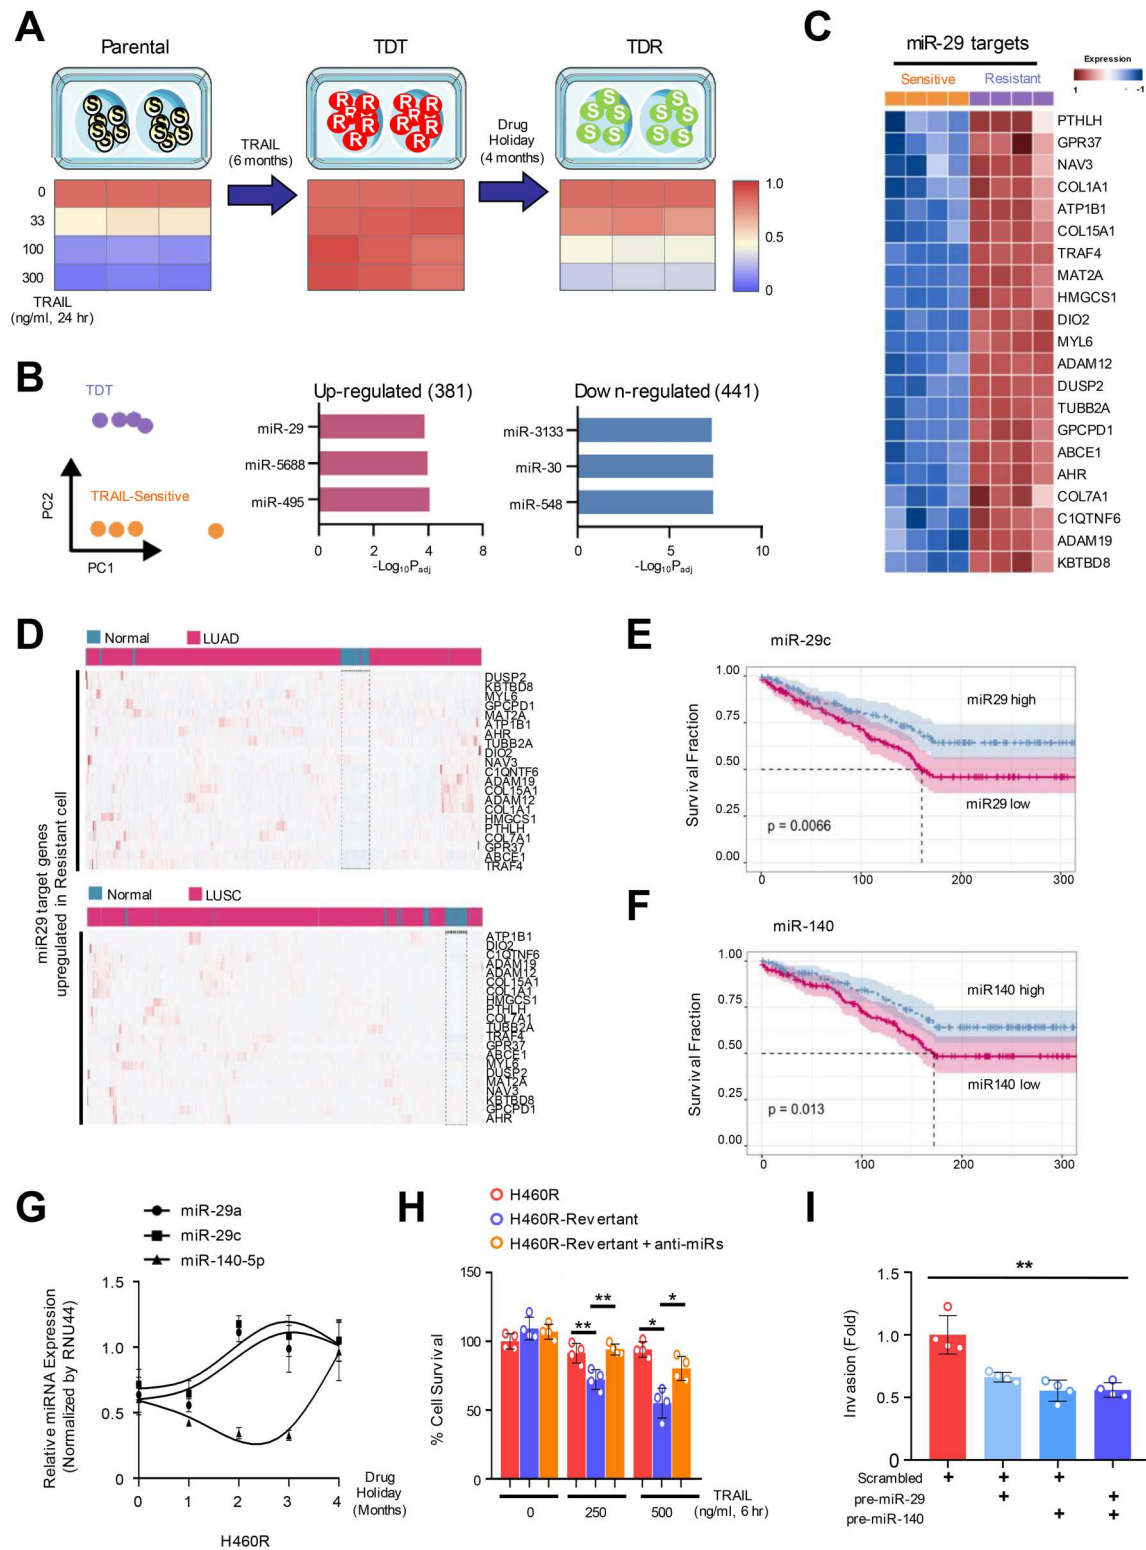 A
Parental
TDT
TDR
S S S S S S S S S S
R R R R R R R R R R R R
S S S S S S S S S S
TRAIL
(6 months)
Drug
Holiday
(4 months)
0
33
100
300
TRAIL
(ng/ml, 24 hr)
1.0
0.5
0
B
TDT
TRAIL-Sensitive
PC2
PC1
Up-regulated (381)
miR-29
miR-5688
miR-495
0 2 4 8
-Log10Padj
Dow n-regulated (441)
miR-3133
miR-30
miR-548
0 5 10
-Log10Padj
C
miR-29 targets
Sensitive
Resistant
Expression
1 -1
PTHLH
GPR37
NAV3
COL1A1
ATP1B1
COL15A1
TRAF4
MAT2A
HMGCS1
DIO2
MYL6
ADAM12
DUSP2
TUBB2A
GPCPD1
ABCE1
AHR
COL7A1
C1QTNF6
ADAM19
KBTBD8
D
miR29 target genes
upregulated in Resistant cell
Normal
LUAD
DUSP2
KBTBD8
MYL6
GPCPD1
MAT2A
ATP1B1
AHR
TUBB2A
DIO2
NAV3
C1QNTF6
ADAM19
COL15A1
ADAM12
COL1A1
HMGCS1
PTHLH
COL7A1
GPR37
ABCE1
TRAF4
Normal
LUSC
ATP1B1
DIO2
C1QTNF6
ADAM19
ADAM12
COL15A1
COL1A1
HMGCS1
PTHLH
COL7A1
TUBB2A
TRAF4
GPR37
ABCE1
MYL6
DUSP2
MAT2A
NAV3
KBTBD8
GPCPD1
AHR
E
miR-29c
Survival Fraction
1.00
0.75
0.50
0.25
0.00
miR29 high
miR29 low
p = 0.0066
0 100 200 300
F
miR-140
Survival Fraction
1.00
0.75
0.50
0.25
0.00
miR140 high
miR140 low
p = 0.013
0 100 200 300
G
miR-29a
miR-29c
miR-140-5p
Relative miRNA Expression
(Normalized by RNU44)
1.5
1.0
0.5
0
0 1 2 3 4
Drug
Holiday
(Months)
H460R
H
H460R
H460R-Revertant
H460R-Revertant + anti-miRs
% Cell Survival
150
100
50
0
** ** * *
0 250 500
TRAIL
(ng/ml, 6 hr)
I
Invasion (Fold)
1.5
1.0
0.5
0
**
Scrambled + + +
pre-miR-29 + +
pre-miR-140 + +